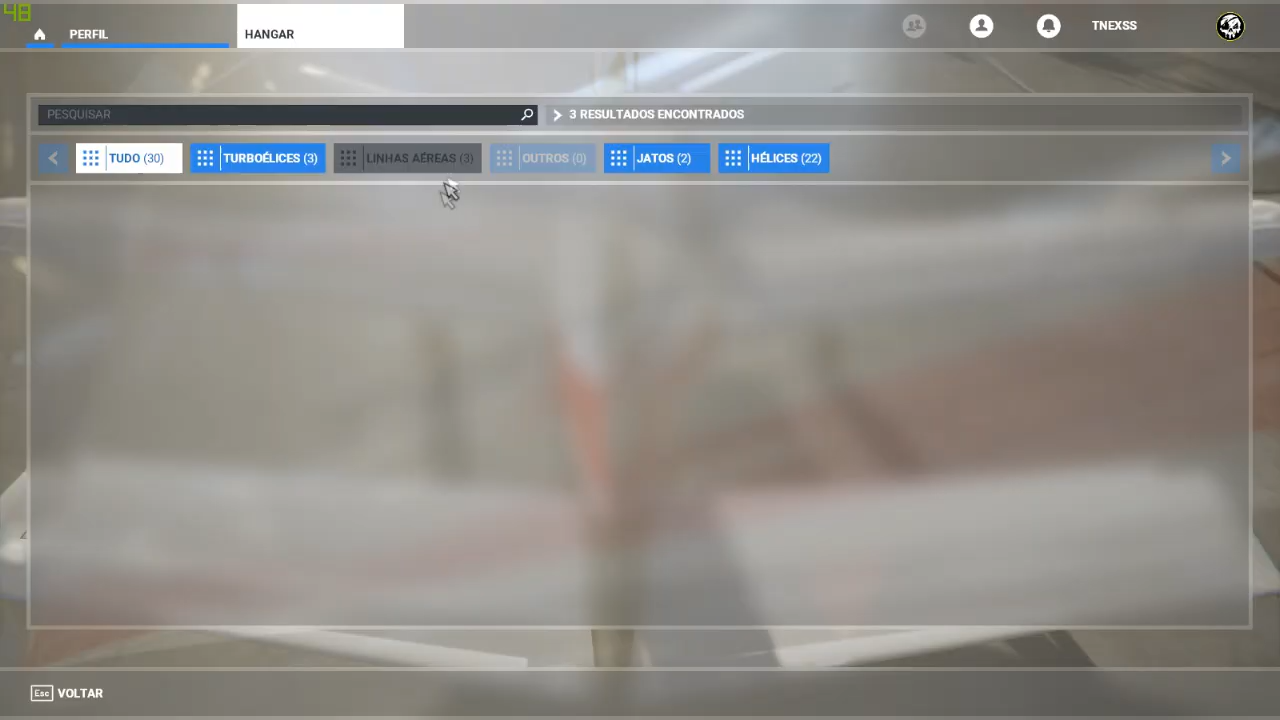 48
PERFIL
HANGAR
TNEXSS
PESQUISAR
3 RESULTADOS ENCONTRADOS
TUDO (30)
TURBOÉLICES (3)
LINHAS AÉREAS (3)
OUTROS (0)
JATOS (2)
HÉLICES (22)
Esc VOLTAR